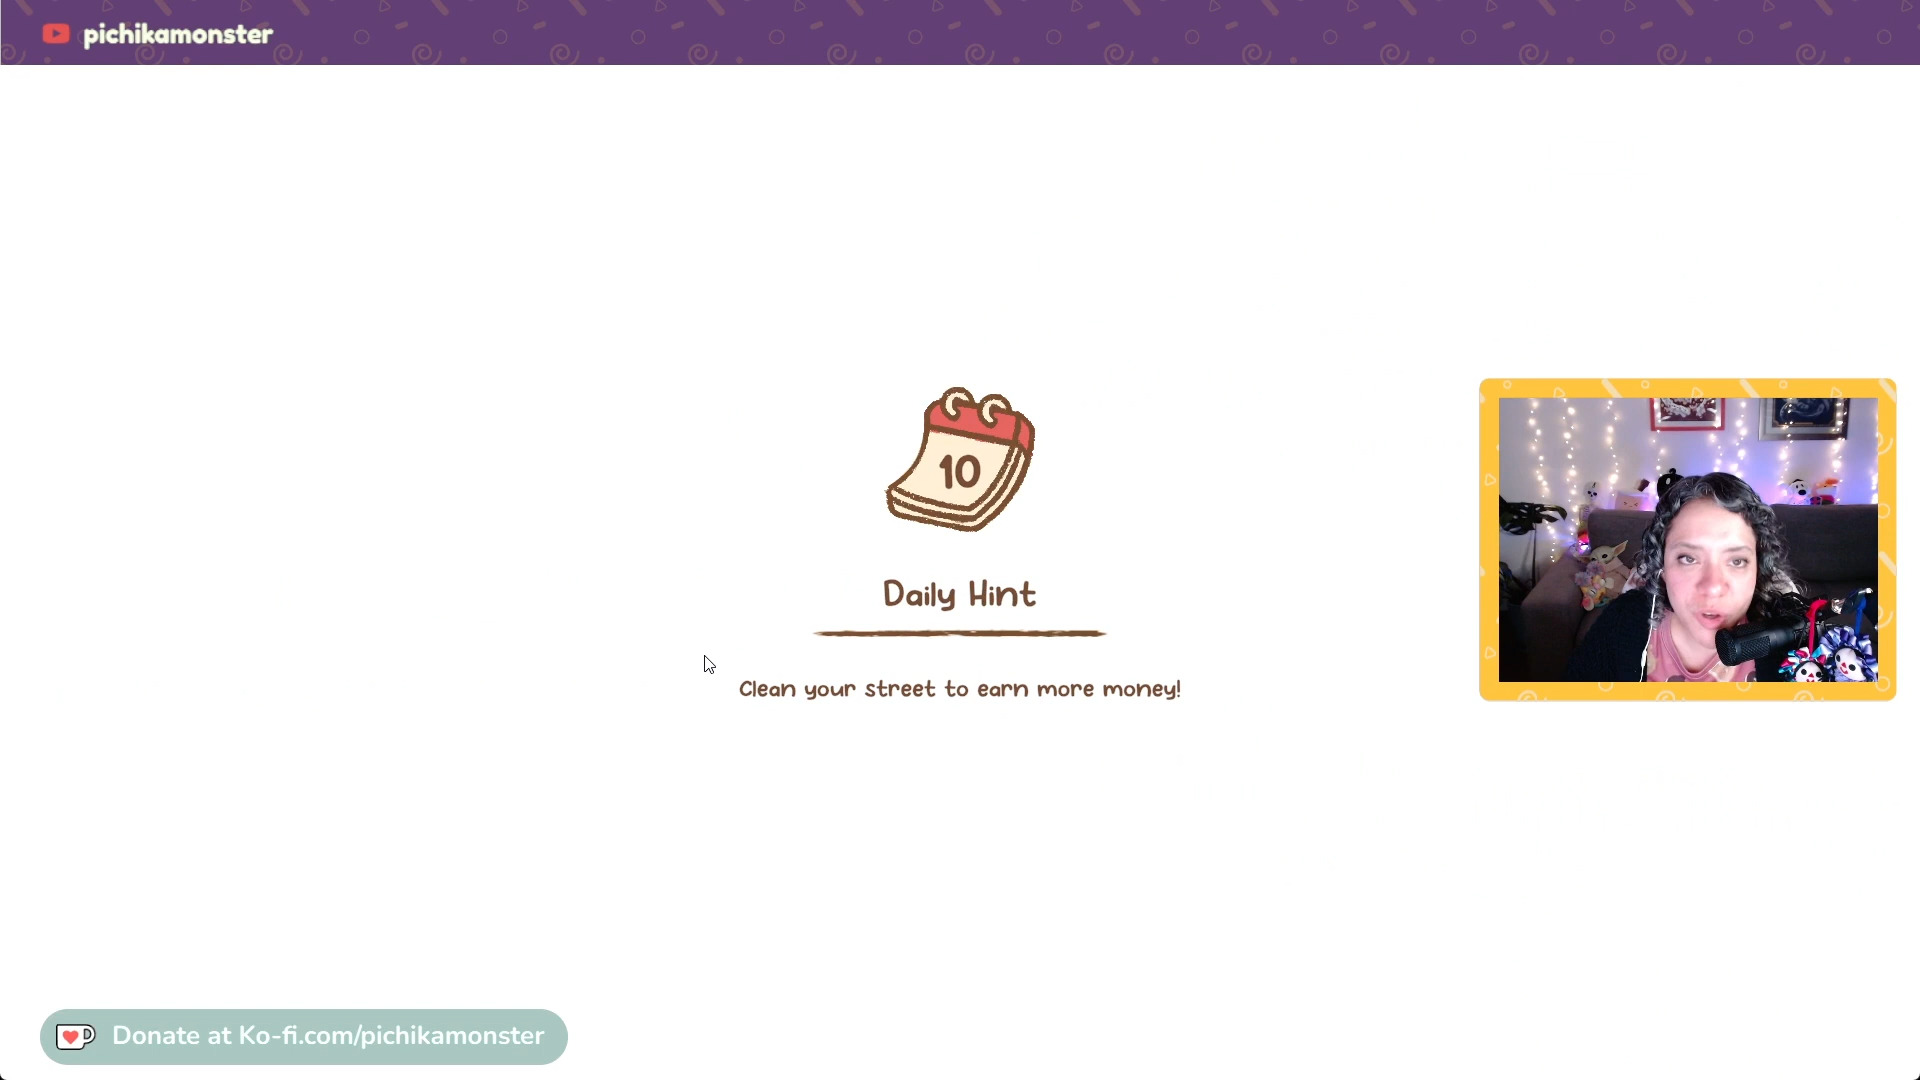 pichikamonster
10
Daily Hint
Clean your street to earn more money!
Donate at Ko-fi.com/pichikamonster